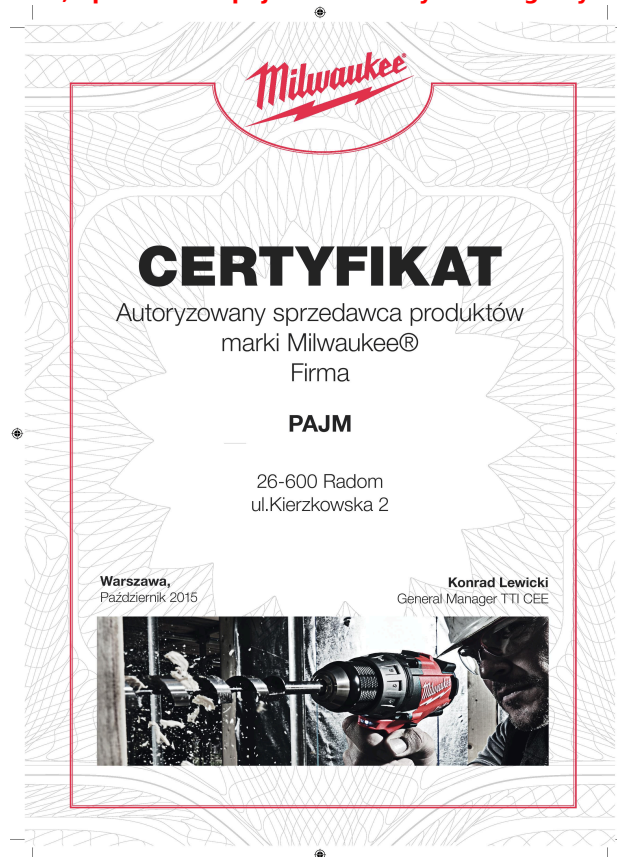 Milwaukee®
CERTYFIKAT
Autoryzowany sprzedawca produktów
marki Milwaukee®
Firma
PAJM
26-600 Radom
ul.Kierzkowska 2
Warszawa,
Październik 2015
Konrad Lewicki
General Manager TTI CEE
Milwaukee